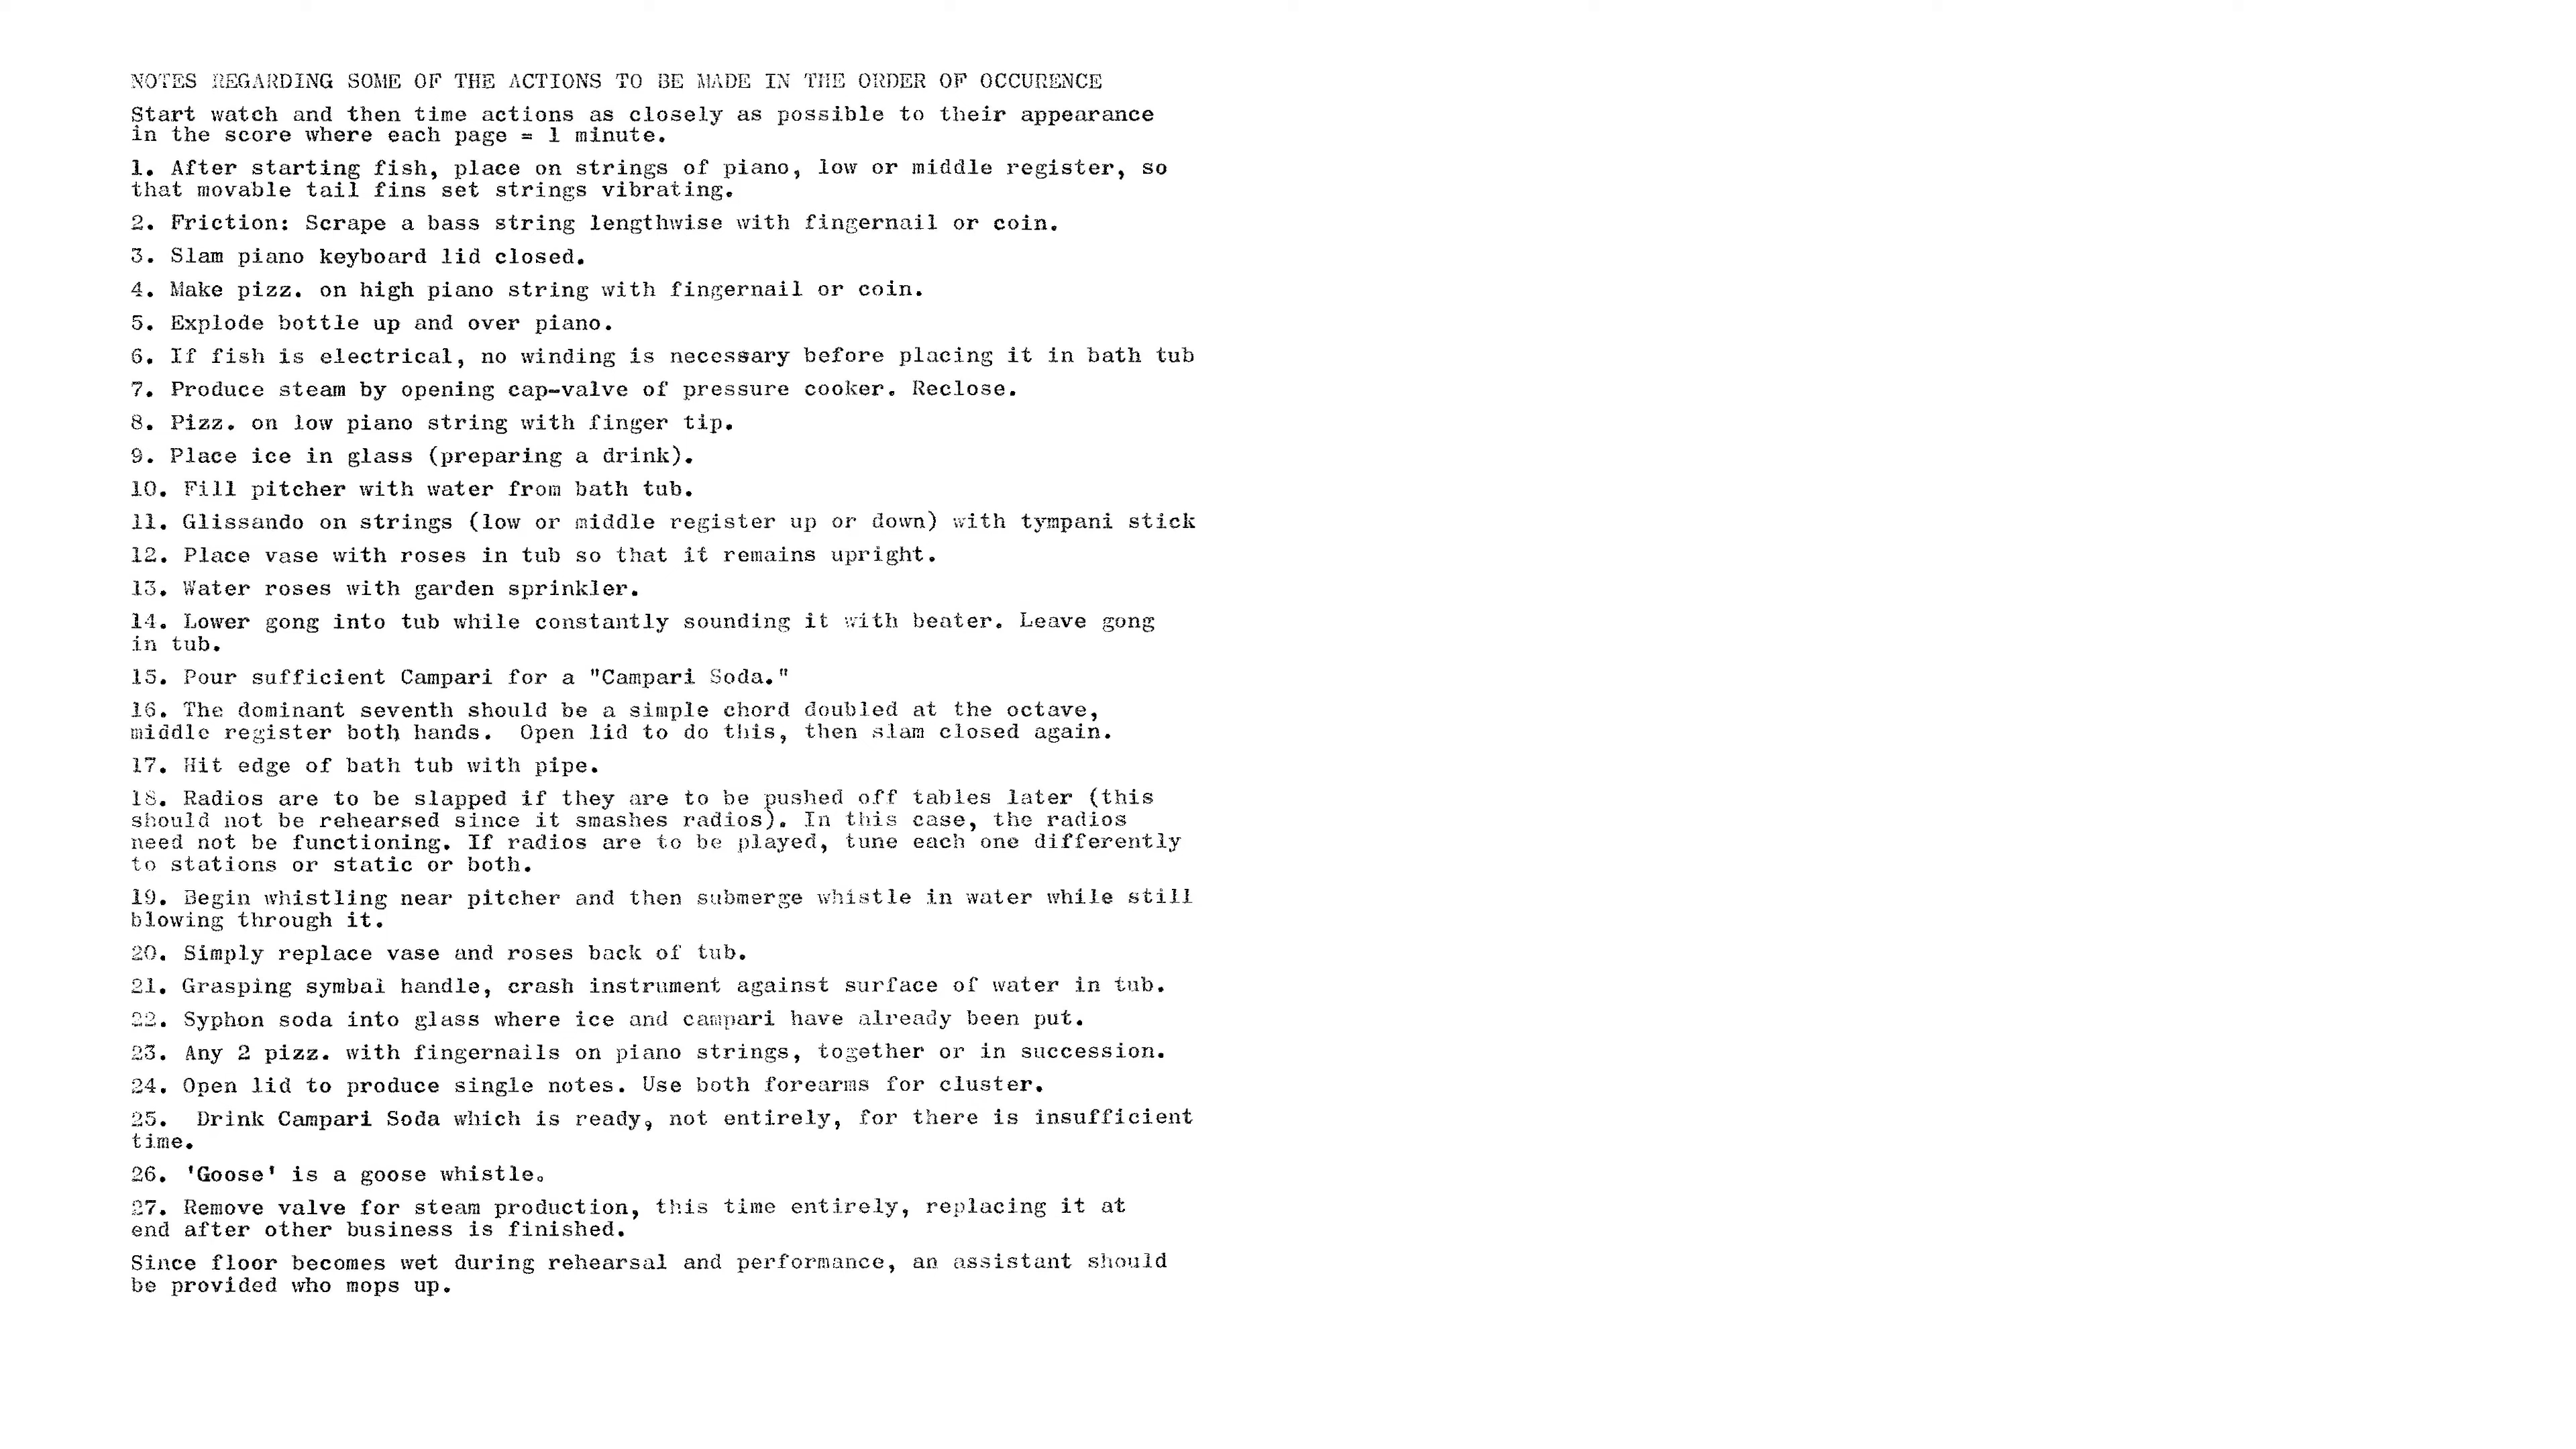 NOTES REGARDING SOME OF THE ACTIONS TO BE MADE IN THE ORDER OF OCCURENCE
Start watch and then time actions as closely as possible to their appearance
in the score where each page = 1 minute.
1. After starting fish, place on strings of piano, low or middle register, so
that movable tail fins set strings vibrating.
2. Friction: Scrape a bass string lengthwise with fingernail or coin.
3. Slam piano keyboard lid closed.
4. Make pizz. on high piano string with fingernail or coin.
5. Explode bottle up and over piano.
6. If fish is electrical, no winding is necessary before placing it in bath tub
7. Produce steam by opening cap-valve of pressure cooker. Reclose.
8. Pizz. on low piano string with finger tip.
9. Place ice in glass (preparing a drink).
10. Fill pitcher with water from bath tub.
11. Glissando on strings (low or middle register up or down) with tympani stick
12. Place vase with roses in tub so that it remains upright.
13. Water roses with garden sprinkler.
14. Lower gong into tub while constantly sounding it with beater. Leave gong
in tub.
15. Pour sufficient Campari for a "Campari Soda."
16. The dominant seventh should be a simple chord doubled at the octave,
middle register both hands.  Open lid to do this, then slam closed again.
17. Hit edge of bath tub with pipe.
18. Radios are to be slapped if they are to be pushed off tables later (this
should not be rehearsed since it smashes radios). In this case, the radios
need not be functioning. If radios are to be played, tune each one differently
to stations or static or both.
19. Begin whistling near pitcher and then submerge whistle in water while still
blowing through it.
20. Simply replace vase and roses back of tub.
21. Grasping symbal handle, crash instrument against surface of water in tub.
22. Syphon soda into glass where ice and campari have already been put.
23. Any 2 pizz. with fingernails on piano strings, together or in succession.
24. Open lid to produce single notes. Use both forearms for cluster.
25.  Drink Campari Soda which is ready, not entirely, for there is insufficient
time.
26. 'Goose' is a goose whistle.
27. Remove valve for steam production, this time entirely, replacing it at
end after other business is finished.
Since floor becomes wet during rehearsal and performance, an assistant should
be provided who mops up.